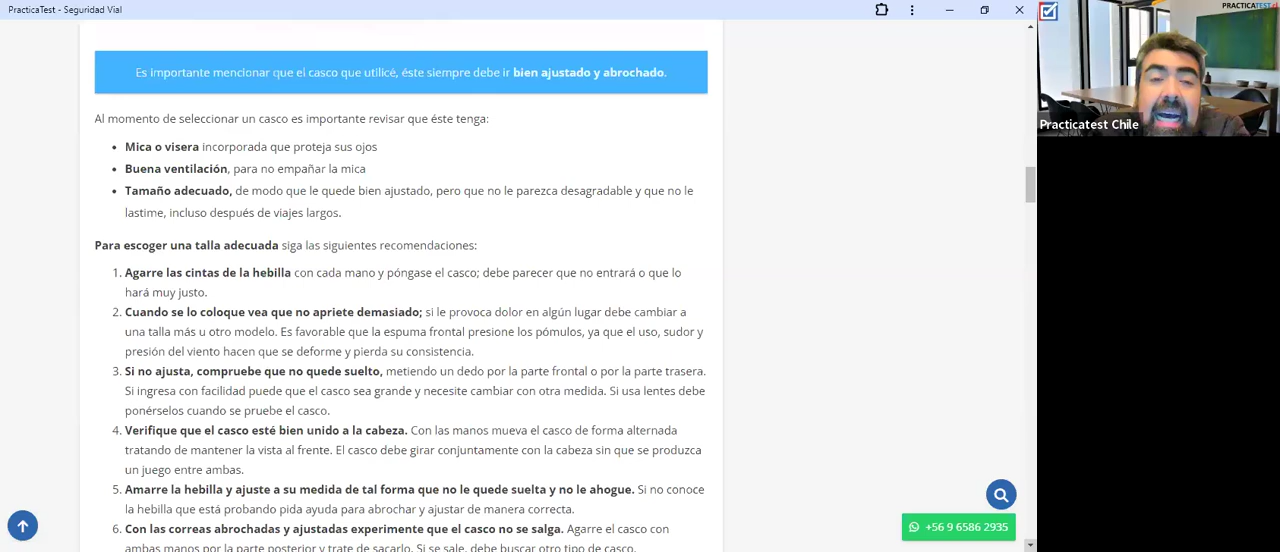 PracticaTest - Seguridad Vial
PRACTICATEST.cl
Es importante mencionar que el casco que utilicé, éste siempre debe ir bien ajustado y abrochado.
Practicatest Chile
Al momento de seleccionar un casco es importante revisar que éste tenga:
• Mica o visera incorporada que proteja sus ojos
• Buena ventilación, para no empañar la mica
• Tamaño adecuado, de modo que le quede bien ajustado, pero que no le parezca desagradable y que no le
lastime, incluso después de viajes largos.
Para escoger una talla adecuada siga las siguientes recomendaciones:
1. Agarre las cintas de la hebilla con cada mano y póngase el casco; debe parecer que no entrará o que lo
hará muy justo.
2. Cuando se lo coloque vea que no apriete demasiado; si le provoca dolor en algún lugar debe cambiar a
una talla más u otro modelo. Es favorable que la espuma frontal presione los pómulos, ya que el uso, sudor y
presión del viento hacen que se deforme y pierda su consistencia.
3. Si no ajusta, compruebe que no quede suelto, metiendo un dedo por la parte frontal o por la parte trasera.
Si ingresa con facilidad puede que el casco sea grande y necesite cambiar con otra medida. Si usa lentes debe
ponérselos cuando se pruebe el casco.
4. Verifique que el casco esté bien unido a la cabeza. Con las manos mueva el casco de forma alternada
tratando de mantener la vista al frente. El casco debe girar conjuntamente con la cabeza sin que se produzca
un juego entre ambas.
5. Amarre la hebilla y ajuste a su medida de tal forma que no le quede suelta y no le ahogue. Si no conoce
la hebilla que está probando pida ayuda para abrochar y ajustar de manera correcta.
6. Con las correas abrochadas y ajustadas experimente que el casco no se salga. Agarre el casco con
ambas manos por la parte posterior y trate de sacarlo. Si se sale, debe buscar otro tipo de casco.
+56 9 6586 2935